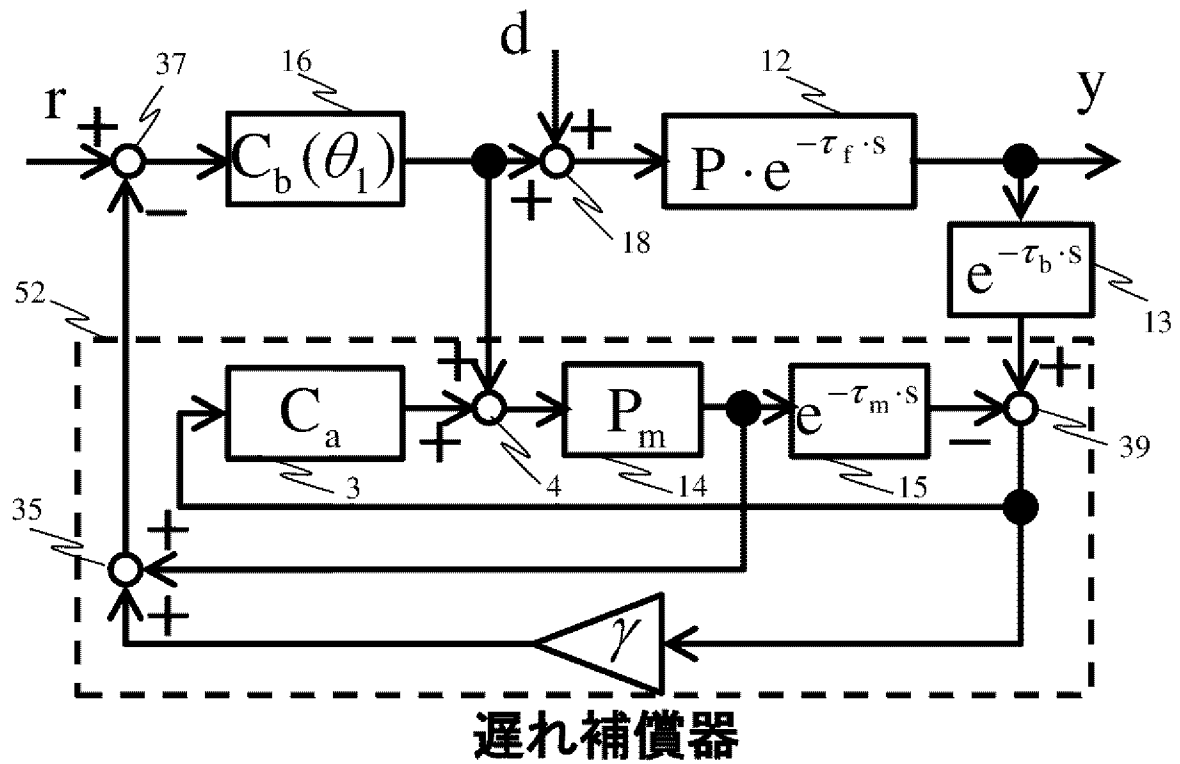 d
37
16
12
r
+
+
y
C_b(θ_1)
P・e^{-τ_f・s}
−
+
18
e^{-τ_b・s}
13
52
+
+
C_a
P_m
e^{-τ_m・s}
+
−
39
3
4
14
15
35
+
+
γ
遅れ補償器